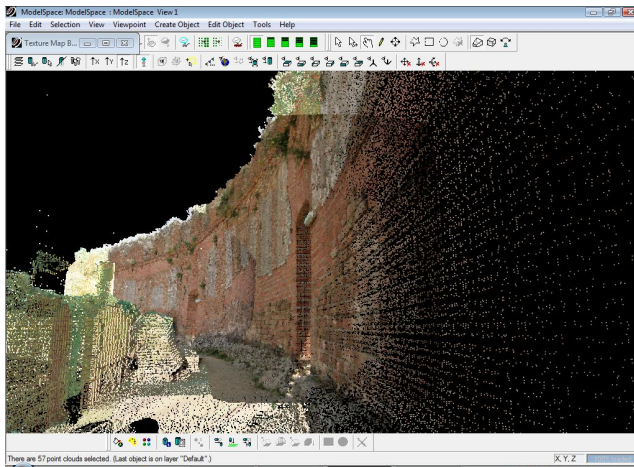 ModelSpace: ModelSpace : ModelSpace View 1
File Edit Selection View Viewpoint Create Object Edit Object Tools Help
Texture Map B...
↑X ↑Y ↑Z
There are 57 point clouds selected. (Last object is on layer "Default".)
X, Y, Z